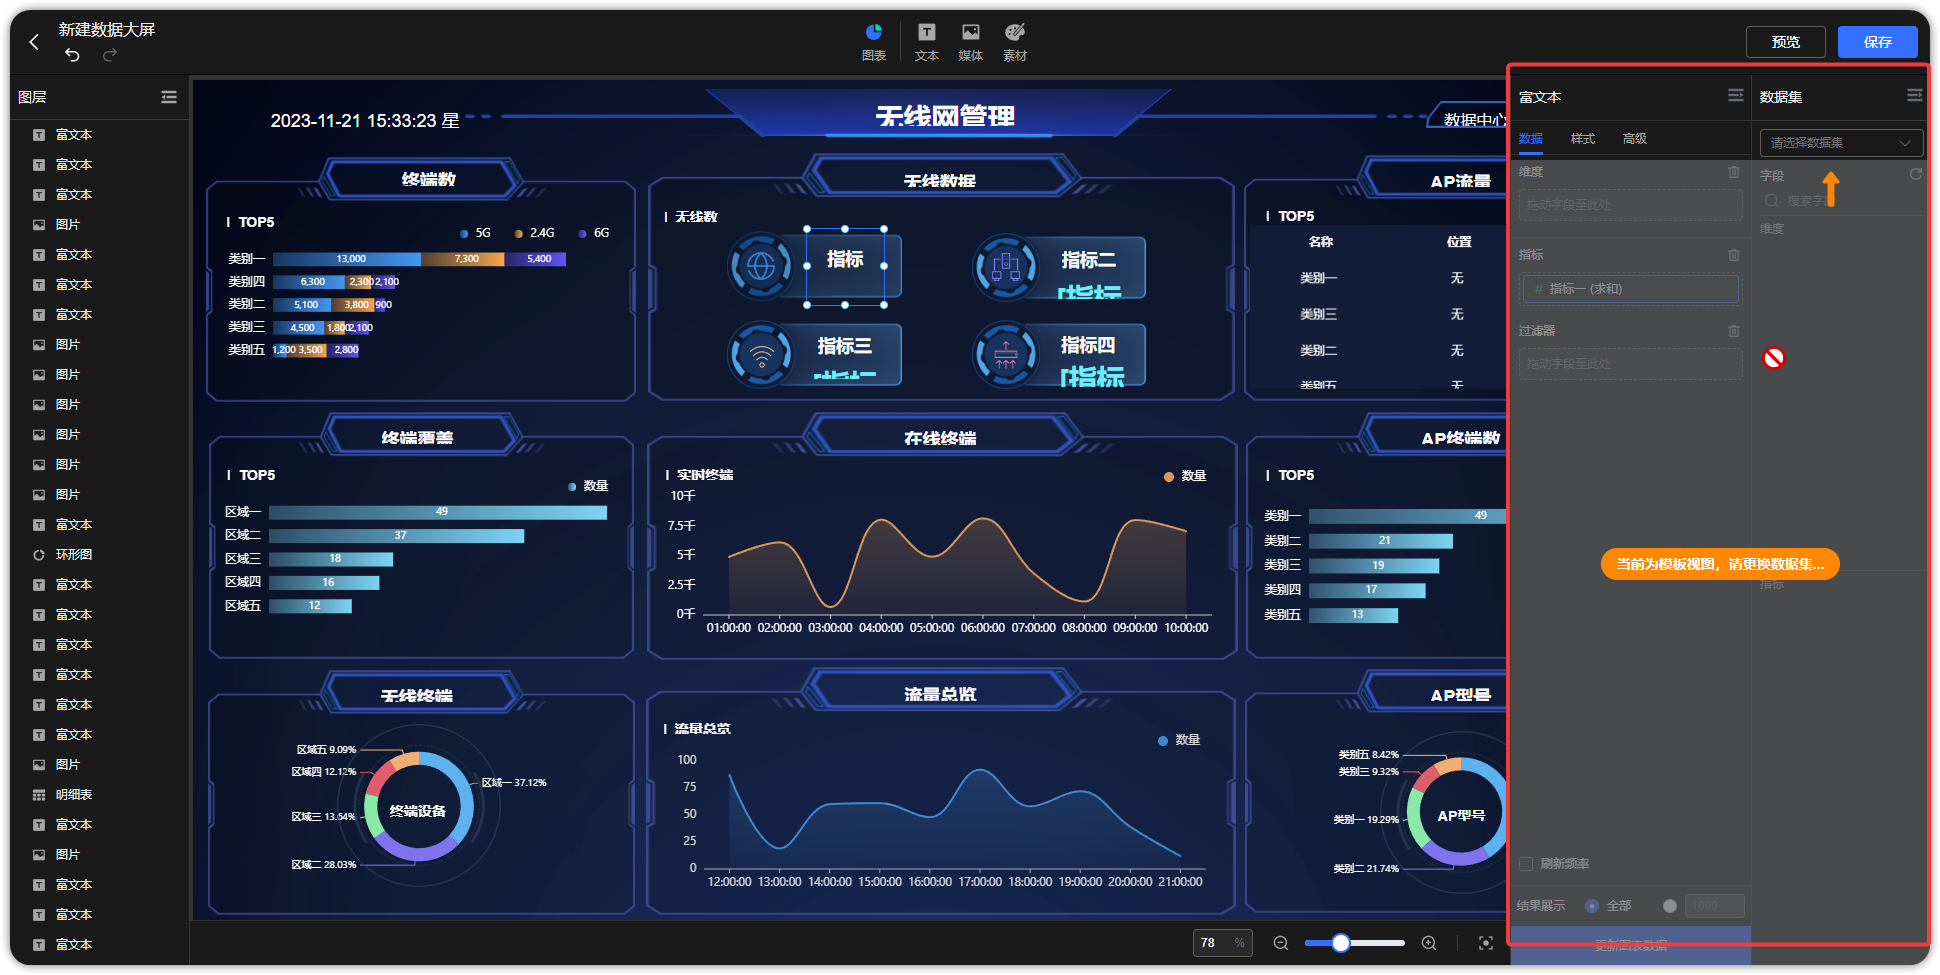 新建数据大屏
图表
文本
媒体
素材
预览
保存
图层
富文本
富文本
富文本
图片
富文本
富文本
富文本
图片
图片
图片
图片
图片
图片
富文本
环形图
富文本
富文本
富文本
富文本
富文本
富文本
图片
明细表
富文本
图片
富文本
富文本
富文本
2023-11-21 15:33:23 星
无线网管理
数据中心
终端数
TOP5
5G
2.4G
6G
类别一 13,000 7,300 5,400
类别四 6,300 2,300 2,100
类别二 5,100 3,800 900
类别三 4,500 1,800 2,100
类别五 1,200 3,500 2,800
无线数据
无线数
指标
指标二
[指标
指标三
指标四
[指标
AP流量
TOP5
名称 位置
类别一 无
类别三 无
类别二 无
类别五 无
终端覆盖
TOP5
数量
区域一 49
区域二 37
区域三 18
区域四 16
区域五 12
在线终端
实时终端
数量
10千
7.5千
5千
2.5千
0千
01:00:00 02:00:00 03:00:00 04:00:00 05:00:00 06:00:00 07:00:00 08:00:00 09:00:00 10:00:00
AP终端数
TOP5
类别一 49
类别二 21
类别三 19
类别四 17
类别五 13
无线终端
区域五 9.09%
区域四 12.12%
区域三 13.64%
区域二 28.03%
区域一 37.12%
终端设备
流量总览
流量总览
数量
100
75
50
25
0
12:00:00 13:00:00 14:00:00 15:00:00 16:00:00 17:00:00 18:00:00 19:00:00 20:00:00 21:00:00
AP型号
类别五 8.42%
类别三 9.32%
类别一 19.29%
类别二 21.74%
AP型号
78 %
富文本
数据
样式
高级
维度
拖动字段至此处
指标
# 指标一 (求和)
过滤器
拖动字段至此处
刷新频率
结果展示
全部
1000
更新图表数据
数据集
请选择数据集
字段
搜索字
维度
当前为模板视图，请更换数据集...
指标